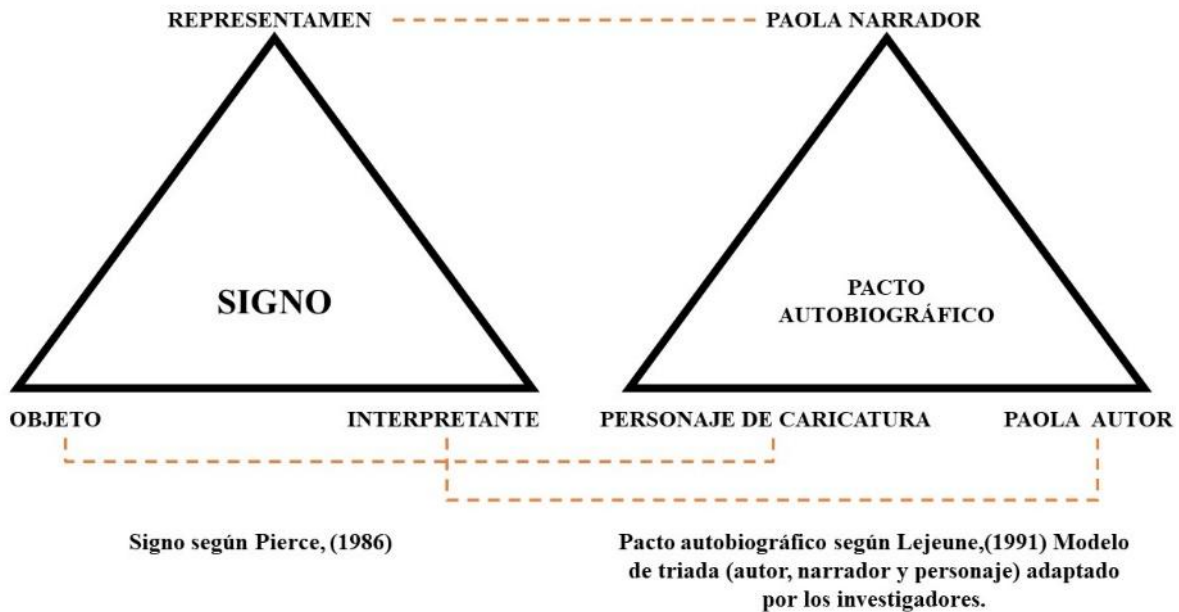 REPRESENTAMEN
PAOLA NARRADOR
SIGNO
PACTO
AUTOBIOGRÁFICO
OBJETO
INTERPRETANTE
PERSONAJE DE CARICATURA
PAOLA AUTOR
Signo según Pierce, (1986)
Pacto autobiográfico según Lejeune,(1991) Modelo
de triada (autor, narrador y personaje) adaptado
por los investigadores.